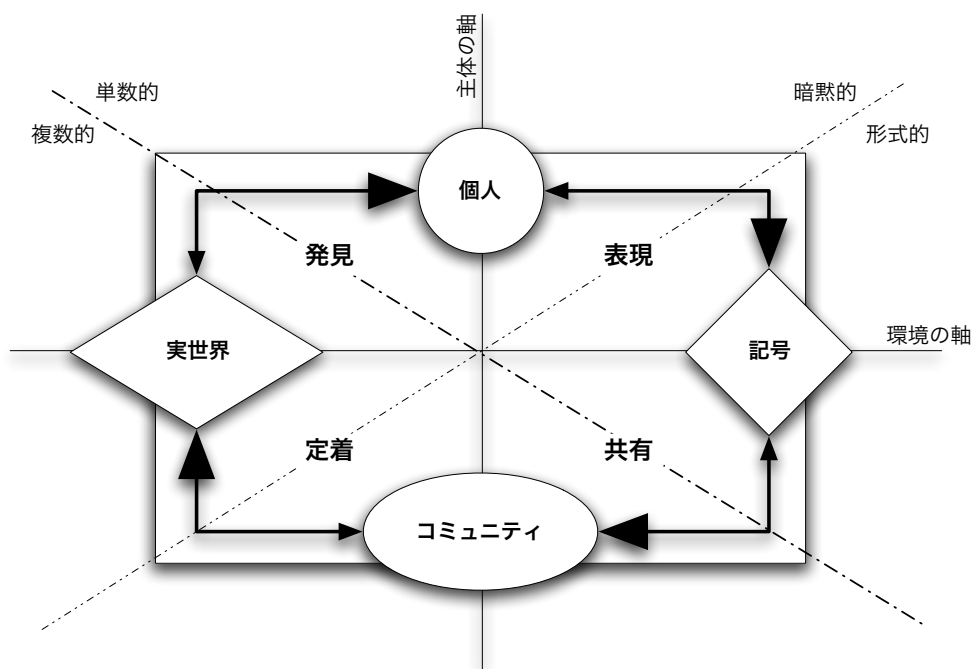 主体の軸
単数的
暗黙的
複数的
形式的
個人
発見
表現
環境の軸
実世界
記号
定着
共有
コミュニティ